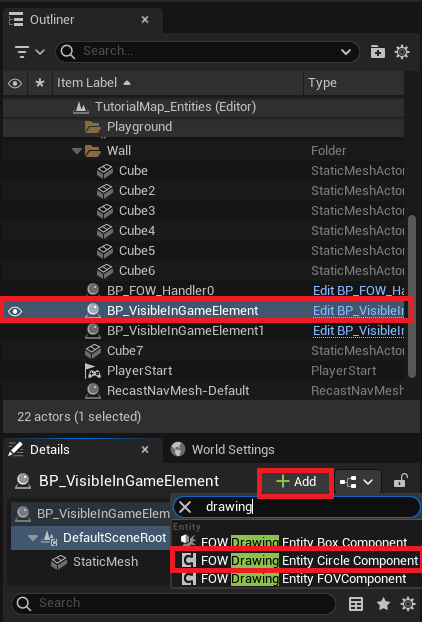 Outliner
Search...
Item Label Type
TutorialMap_Entities (Editor)
Playground
Wall Folder
Cube StaticMeshActor
Cube2 StaticMeshActor
Cube3 StaticMeshActor
Cube4 StaticMeshActor
Cube5 StaticMeshActor
Cube6 StaticMeshActor
BP_FOW_Handler0 Edit BP_FOW_Ha
BP_VisibleInGameElement Edit BP_VisibleIn
BP_VisibleInGameElement1 Edit BP_VisibleIn
Cube7 StaticMeshActor
PlayerStart PlayerStart
RecastNavMesh-Default RecastNavMesh
22 actors (1 selected)
Details World Settings
BP_VisibleInGameElement Add
BP_VisibleInGameElem drawing
Entity
FOW Drawing Entity Box Component
DefaultSceneRoot
FOW Drawing Entity Circle Component
StaticMesh
FOW Drawing Entity FOVComponent
Search